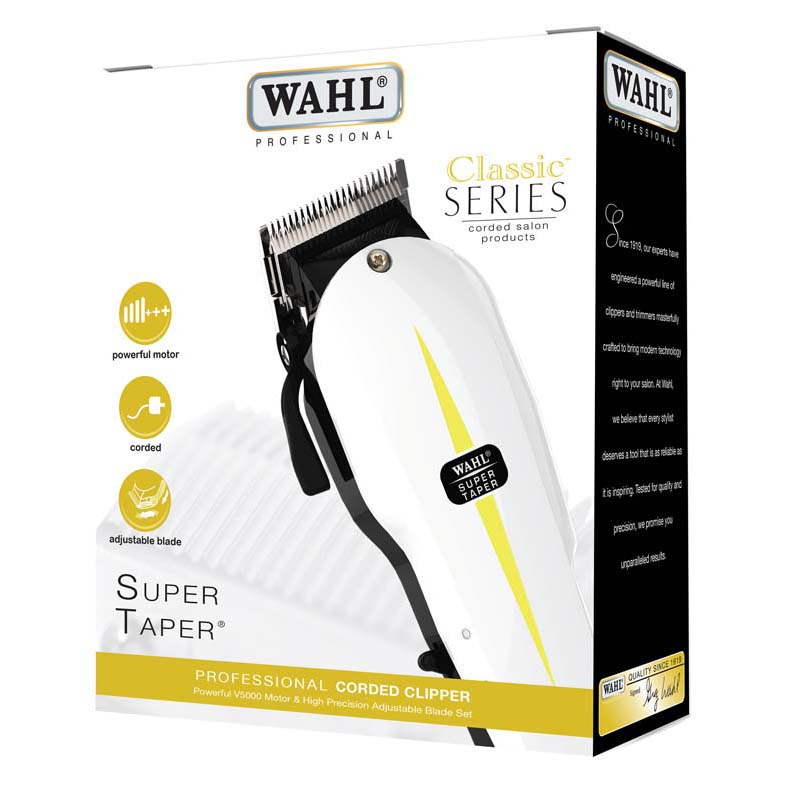 WAHL®
PROFESSIONAL
Classic™
SERIES
corded salon
products
powerful motor
corded
adjustable blade
WAHL®
SUPER
TAPER
SUPER
TAPER®
PROFESSIONAL CORDED CLIPPER
Powerful V5000 Motor & High Precision Adjustable Blade Set
WAHL®
PROFESSIONAL
Since 1919, our experts have
engineered a powerful line of
clippers and trimmers masterfully
crafted to bring modern technology
right to your salon. At Wahl,
we believe that every stylist
deserves a tool that is as reliable as
it is inspiring. Tested for quality and
precision, we promise you
unparalleled results.
QUALITY SINCE 1919
WAHL
Signed